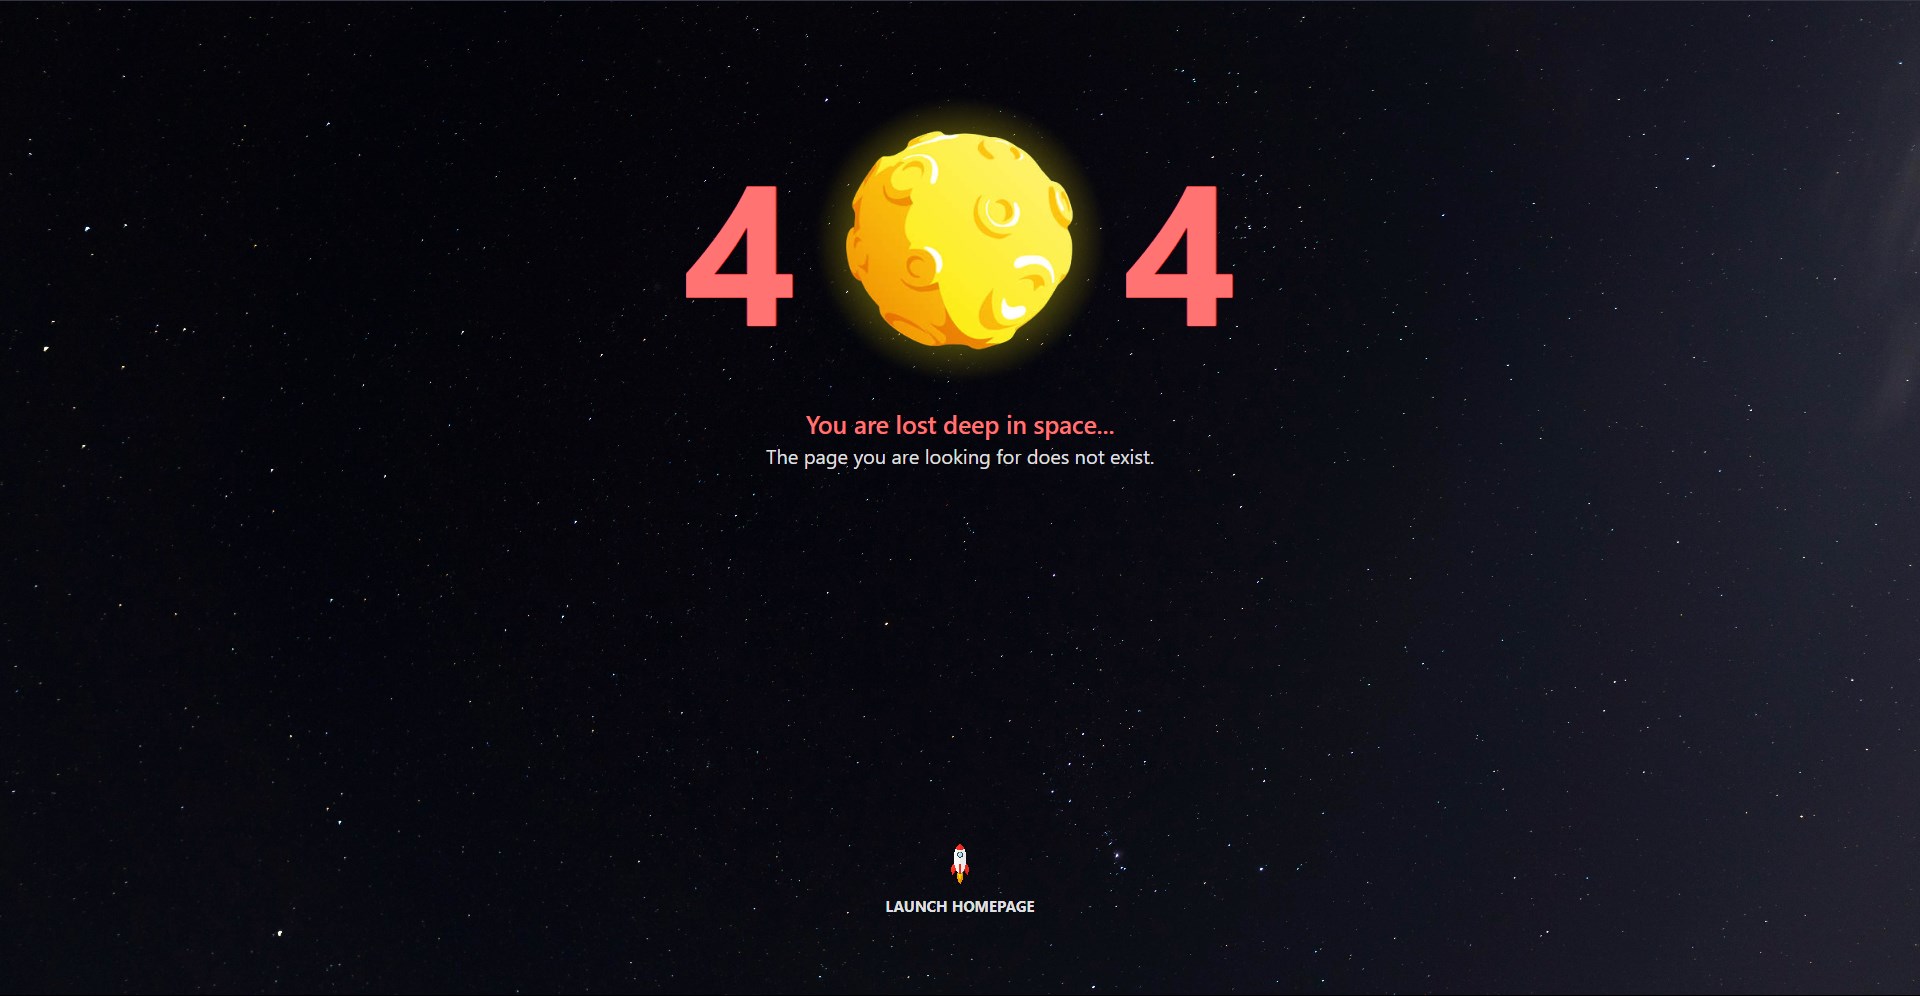 4 4
You are lost deep in space...
The page you are looking for does not exist.
LAUNCH HOMEPAGE